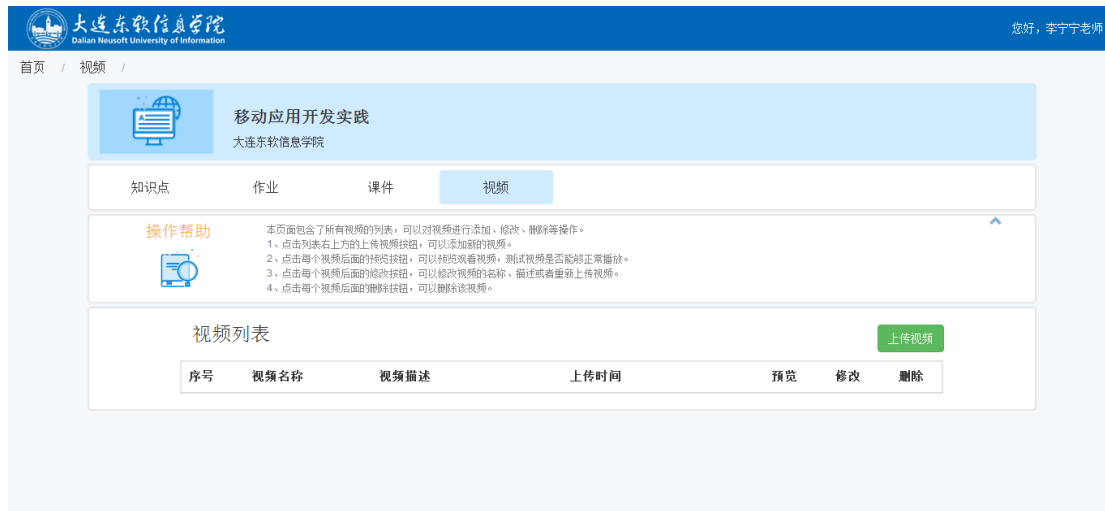 大连东软信息学院
Dalian Neusoft University of Information
您好，李宁宁老师
首页 / 视频 /
移动应用开发实践
大连东软信息学院
知识点 作业 课件 视频
操作帮助
本页面包含了所有视频的列表，可以对视频进行添加、修改、删除等操作。
1、点击列表右上方的上传视频按钮，可以添加新的视频。
2、点击每个视频后面的预览按钮，可以预览观看视频，测试视频是否能够正常播放。
3、点击每个视频后面的修改按钮，可以修改视频的名称、描述或者重新上传视频。
4、点击每个视频后面的删除按钮，可以删除该视频。
视频列表
上传视频
序号 视频名称 视频描述 上传时间 预览 修改 删除